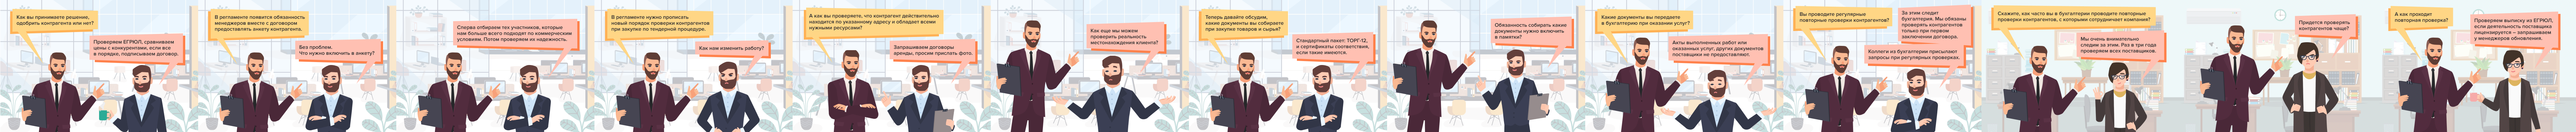 Как вы принимаете решение,
одобрить контрагента или нет?
Проверяем ЕГРЮЛ, сравниваем
цены с конкурентами, если все
в порядке, подписываем договор.
В регламенте появится обязанность
менеджеров вместе с договором
предоставлять анкету контрагента.
Без проблем.
Что нужно включить в анкету?
Сперва отбираем тех участников, которые
нам больше всего подходят по коммерческим
условиям. Потом проверяем их надежность.
В регламенте нужно прописать
новый порядок проверки контрагентов
при закупке по тендерной процедуре.
Как нам изменить работу?
А как вы проверяете, что контрагент действительно
находится по указанному адресу и обладает всеми
нужными ресурсами?
Запрашиваем договоры
аренды, просим прислать фото.
Как еще мы можем
проверить реальность
местонахождения клиента?
Теперь давайте обсудим,
какие документы вы собираете
при закупке товаров и сырья?
Стандартный пакет: ТОРГ-12,
и сертификаты соответствия,
если такие имеются.
Обязанность собирать какие
документы нужно включить
в памятки?
Какие документы вы передаете
в бухгалтерию при оказании услуг?
Акты выполненных работ или
оказанных услуг, других документов
поставщики не предоставляют.
Вы проводите регулярные
повторные проверки контрагентов?
За этим следит
бухгалтерия. Мы обязаны
проверять контрагентов
только при первом
заключении договора.
Коллеги из бухгалтерии присылают
запросы при регулярных проверках.
Скажите, как часто вы в бухгалтерии проводите повторные
проверки контрагентов, с которыми сотрудничает компания?
Мы очень внимательно
следим за этим. Раз в три года
проверяем всех поставщиков.
Придется проверять
контрагентов чаще?
А как проходит
повторная проверка?
Проверяем выписку из ЕГРЮЛ,
если деятельность поставщика
лицензируется – запрашиваем
у менеджеров обновления.